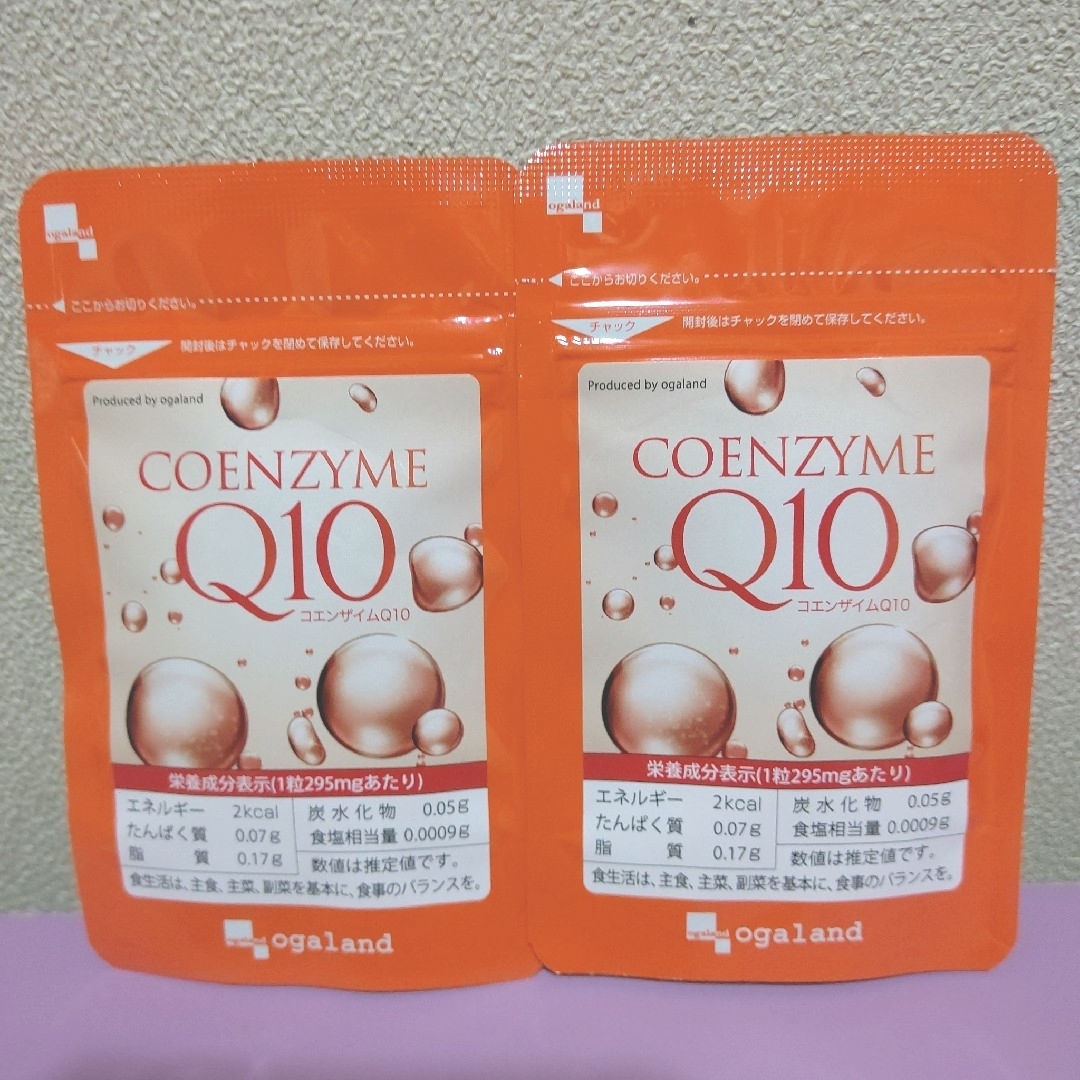 ogaland
ここからお切りください。
チャック
開封後はチャックを閉めて保存してください。
Produced by ogaland
COENZYME
Q10
コエンザイムQ10
栄養成分表示(1粒295mgあたり)
エネルギー 2kcal 炭水化物 0.05g
たんぱく質 0.07g 食塩相当量 0.0009g
脂質 0.17g 数値は推定値です。
食生活は、主食、主菜、副菜を基本に、食事のバランスを。
ogaland ogaland
ogaland
ここからお切りください。
チャック
開封後はチャックを閉めて保存してください。
Produced by ogaland
COENZYME
Q10
コエンザイムQ10
栄養成分表示(1粒295mgあたり)
エネルギー 2kcal 炭水化物 0.05g
たんぱく質 0.07g 食塩相当量 0.0009g
脂質 0.17g 数値は推定値です。
食生活は、主食、主菜、副菜を基本に、食事のバランスを。
ogaland ogaland